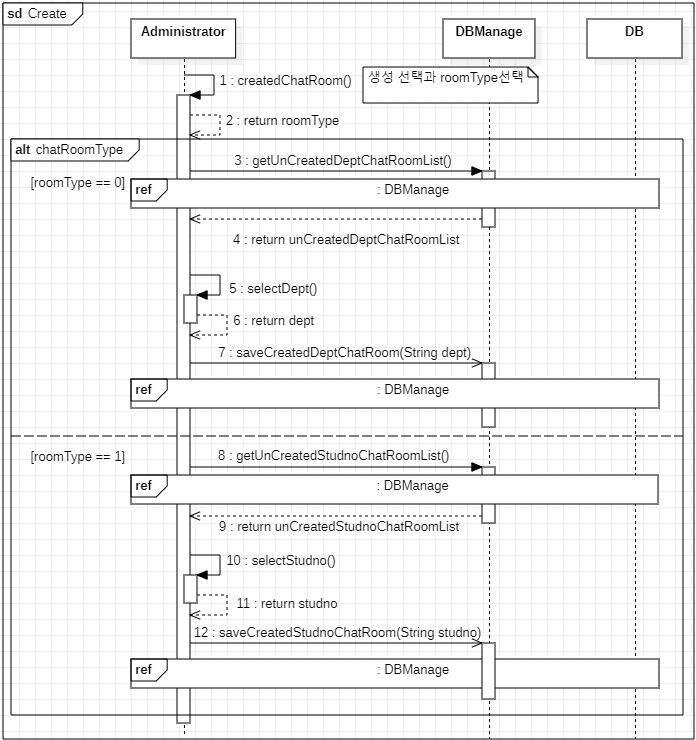 sd Create
Administrator
DBManage
DB
1 : createdChatRoom()
생성 선택과 roomType선택
2 : return roomType
alt chatRoomType
3 : getUnCreatedDeptChatRoomList()
[roomType == 0]
ref
: DBManage
4 : return unCreatedDeptChatRoomList
5 : selectDept()
6 : return dept
7 : saveCreatedDeptChatRoom(String dept)
ref
: DBManage
[roomType == 1]
8 : getUnCreatedStudnoChatRoomList()
ref
: DBManage
9 : return unCreatedStudnoChatRoomList
10 : selectStudno()
11 : return studno
12 : saveCreatedStudnoChatRoom(String studno)
ref
: DBManage